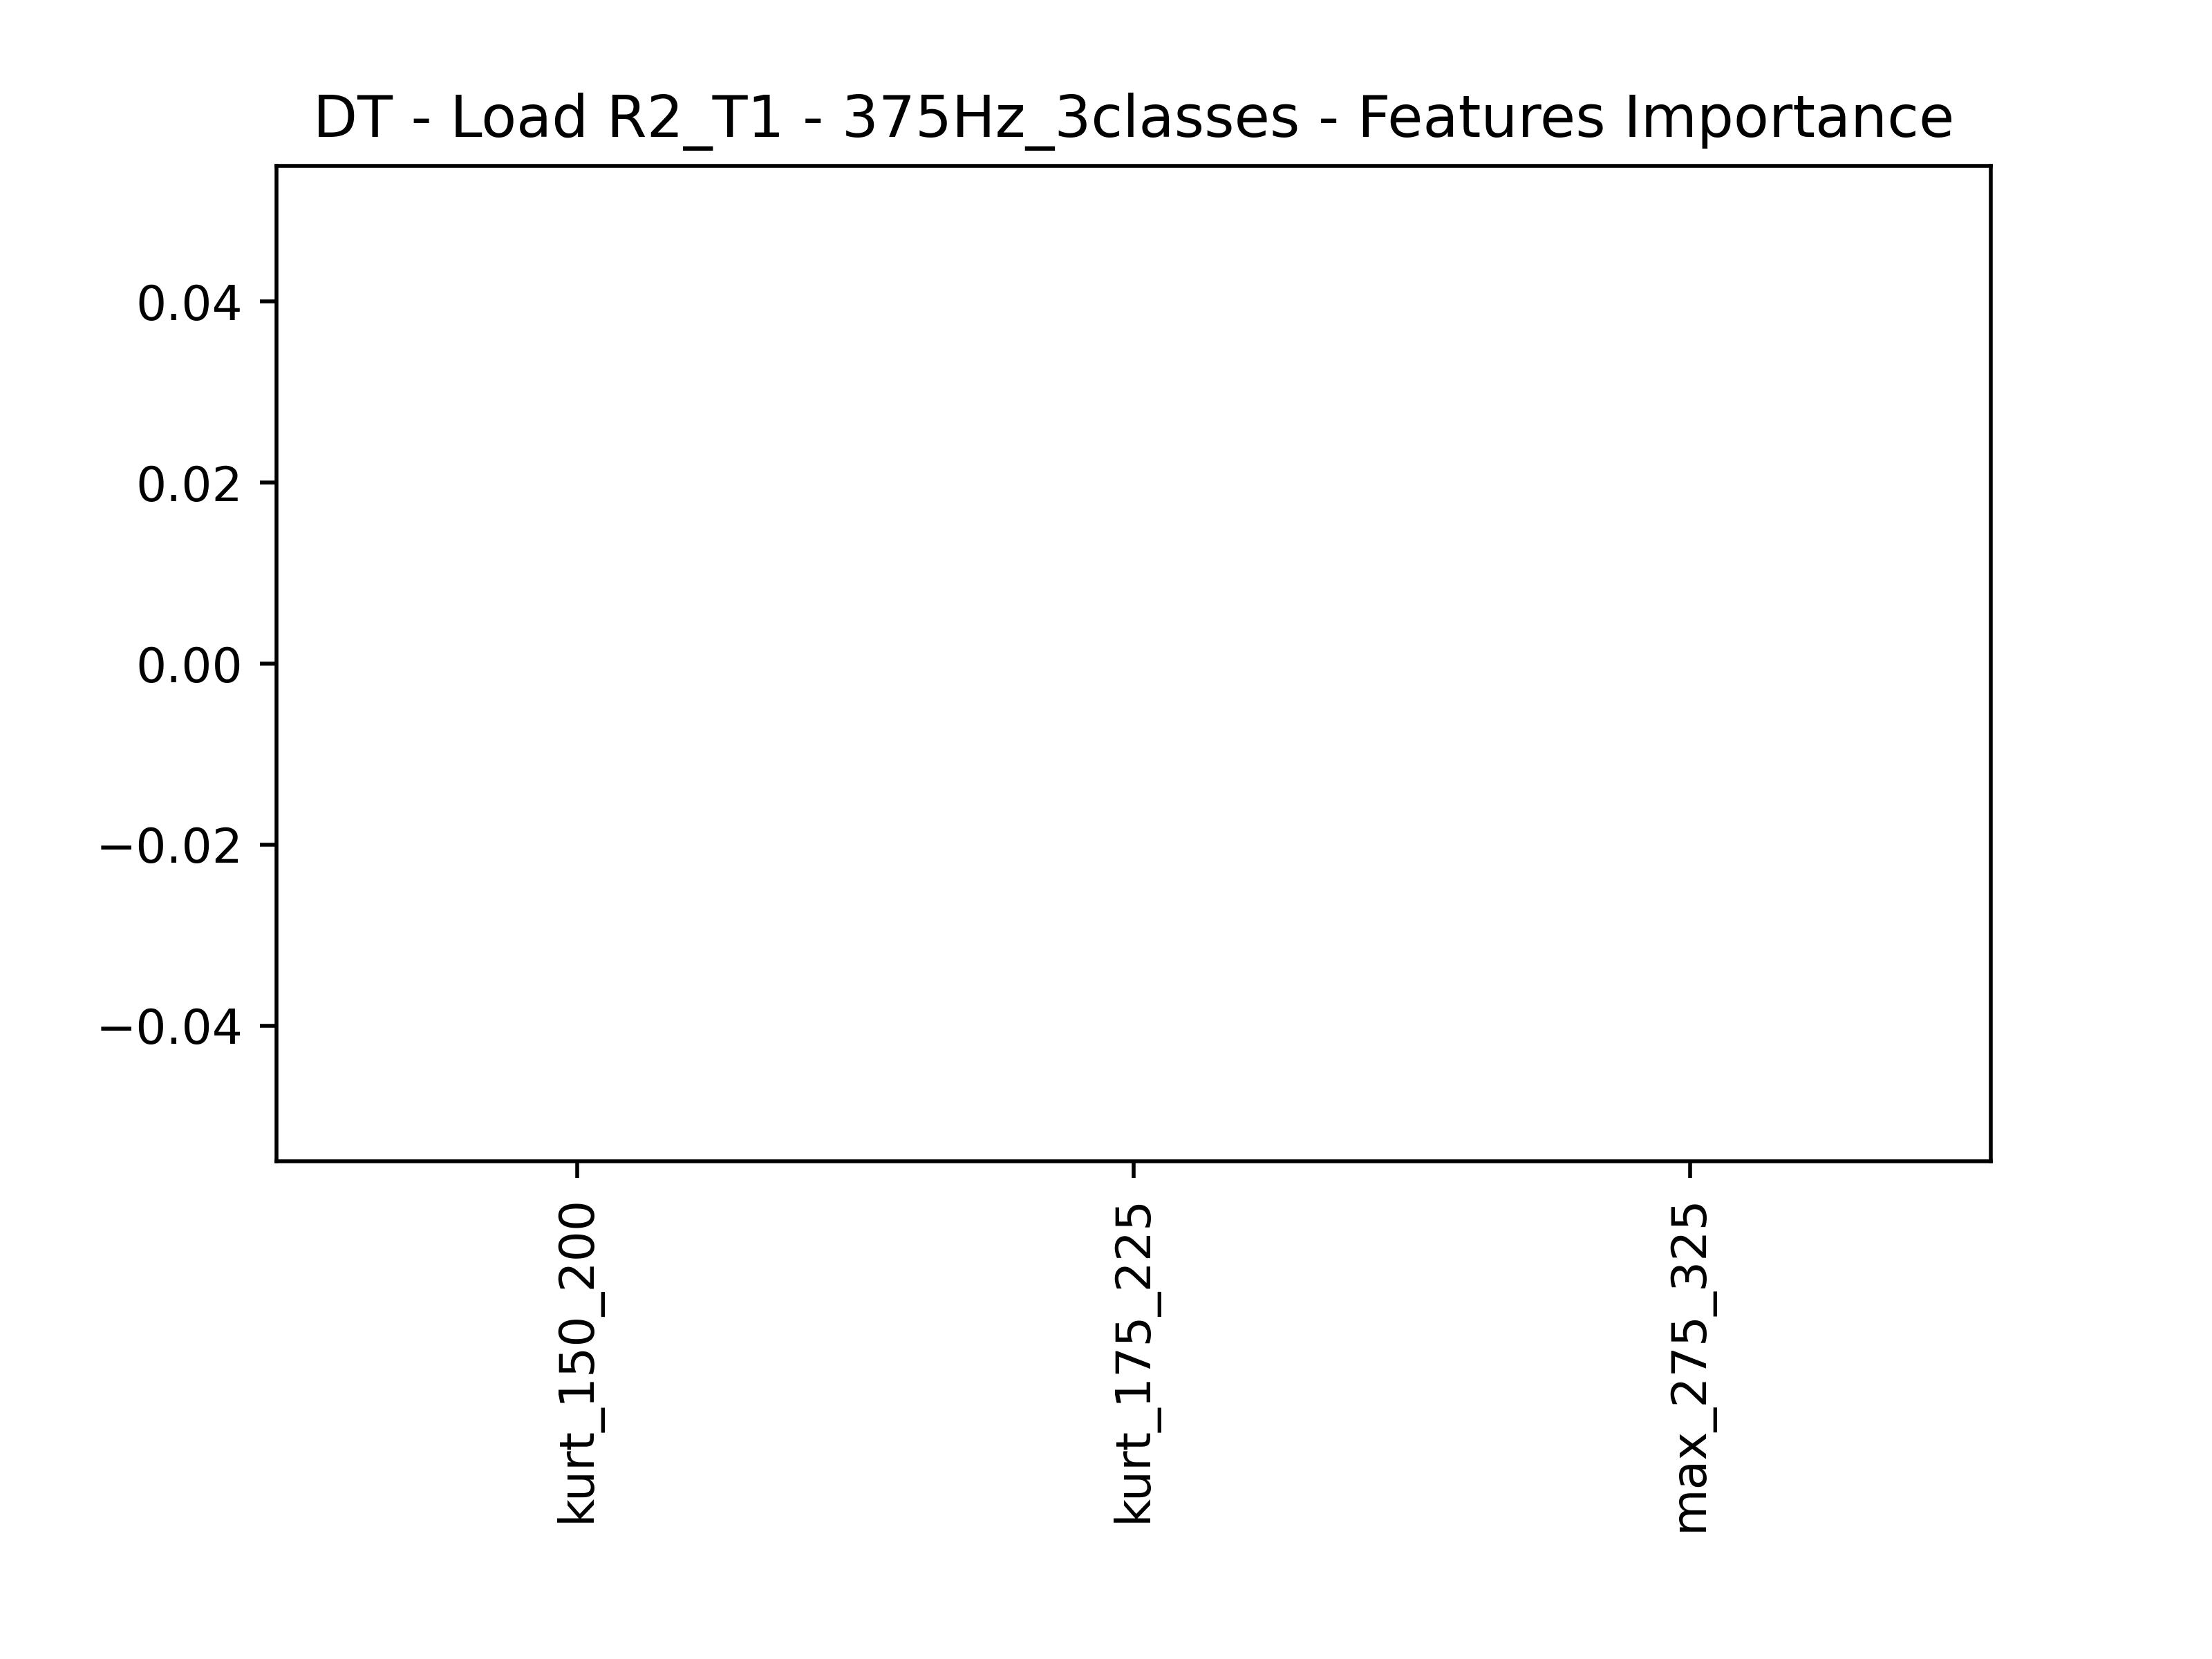 DT - Load R2_T1 - 375Hz_3classes - Features Importance
0.04
0.02
0.00
−0.02
−0.04
kurt_150_200
kurt_175_225
max_275_325